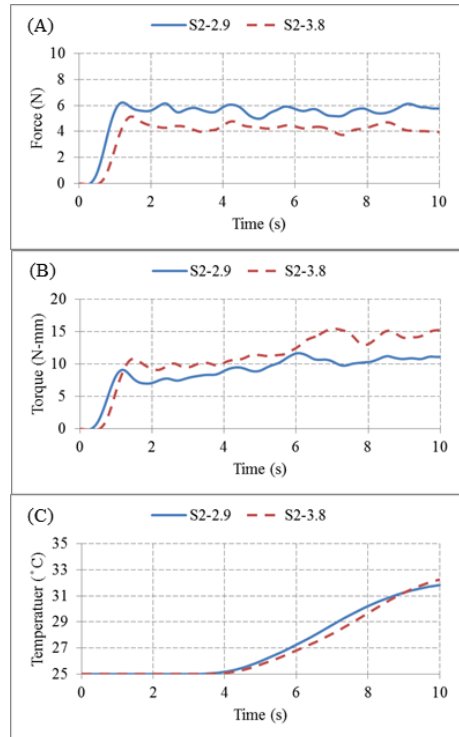 (A)
S2-2.9 S2-3.8
10
8
6
4
2
0
Force (N)
0 2 4 6 8 10
Time (s)
(B)
S2-2.9 S2-3.8
20
15
10
5
0
Torque (N-mm)
0 2 4 6 8 10
Time (s)
(C)
S2-2.9 S2-3.8
35
33
31
29
27
25
Temperatuer (˚C)
0 2 4 6 8 10
Time (s)